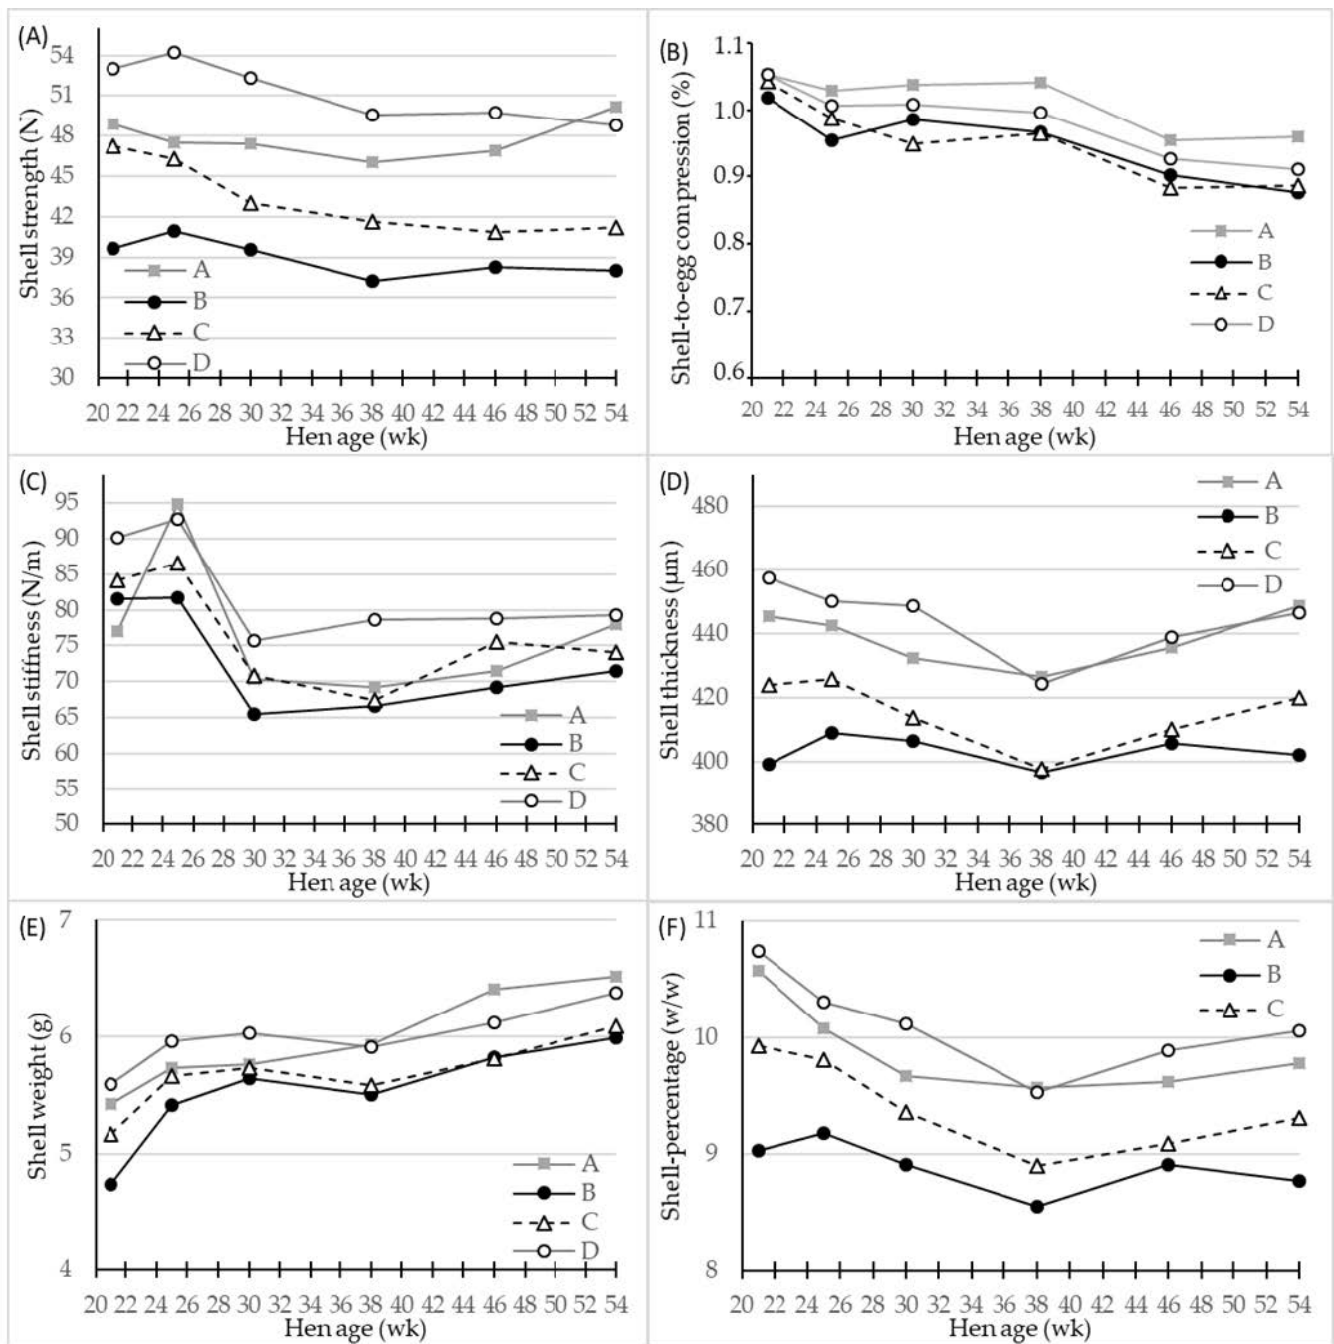 (A)
54
51
48
45
42
39
36
33
30
Shell strength (N)
A
B
C
D
20 22 24 26 28 30 32 34 36 38 40 42 44 46 48 50 52 54
Hen age (wk)
(B)
1.1
1.0
0.9
0.8
0.7
0.6
Shell-to-egg compression (%)
A
B
C
D
20 22 24 26 28 30 32 34 36 38 40 42 44 46 48 50 52 54
Hen age (wk)
(C)
95
90
85
80
75
70
65
60
55
50
Shell stiffness (N/m)
A
B
C
D
20 22 24 26 28 30 32 34 36 38 40 42 44 46 48 50 52 54
Hen age (wk)
(D)
480
460
440
420
400
380
Shell thickness (µm)
A
B
C
D
20 22 24 26 28 30 32 34 36 38 40 42 44 46 48 50 52 54
Hen age (wk)
(E)
7
6
5
4
Shell weight (g)
A
B
C
D
20 22 24 26 28 30 32 34 36 38 40 42 44 46 48 50 52 54
Hen age (wk)
(F)
11
10
9
8
Shell-percentage (w/w)
A
B
C
20 22 24 26 28 30 32 34 36 38 40 42 44 46 48 50 52 54
Hen age (wk)